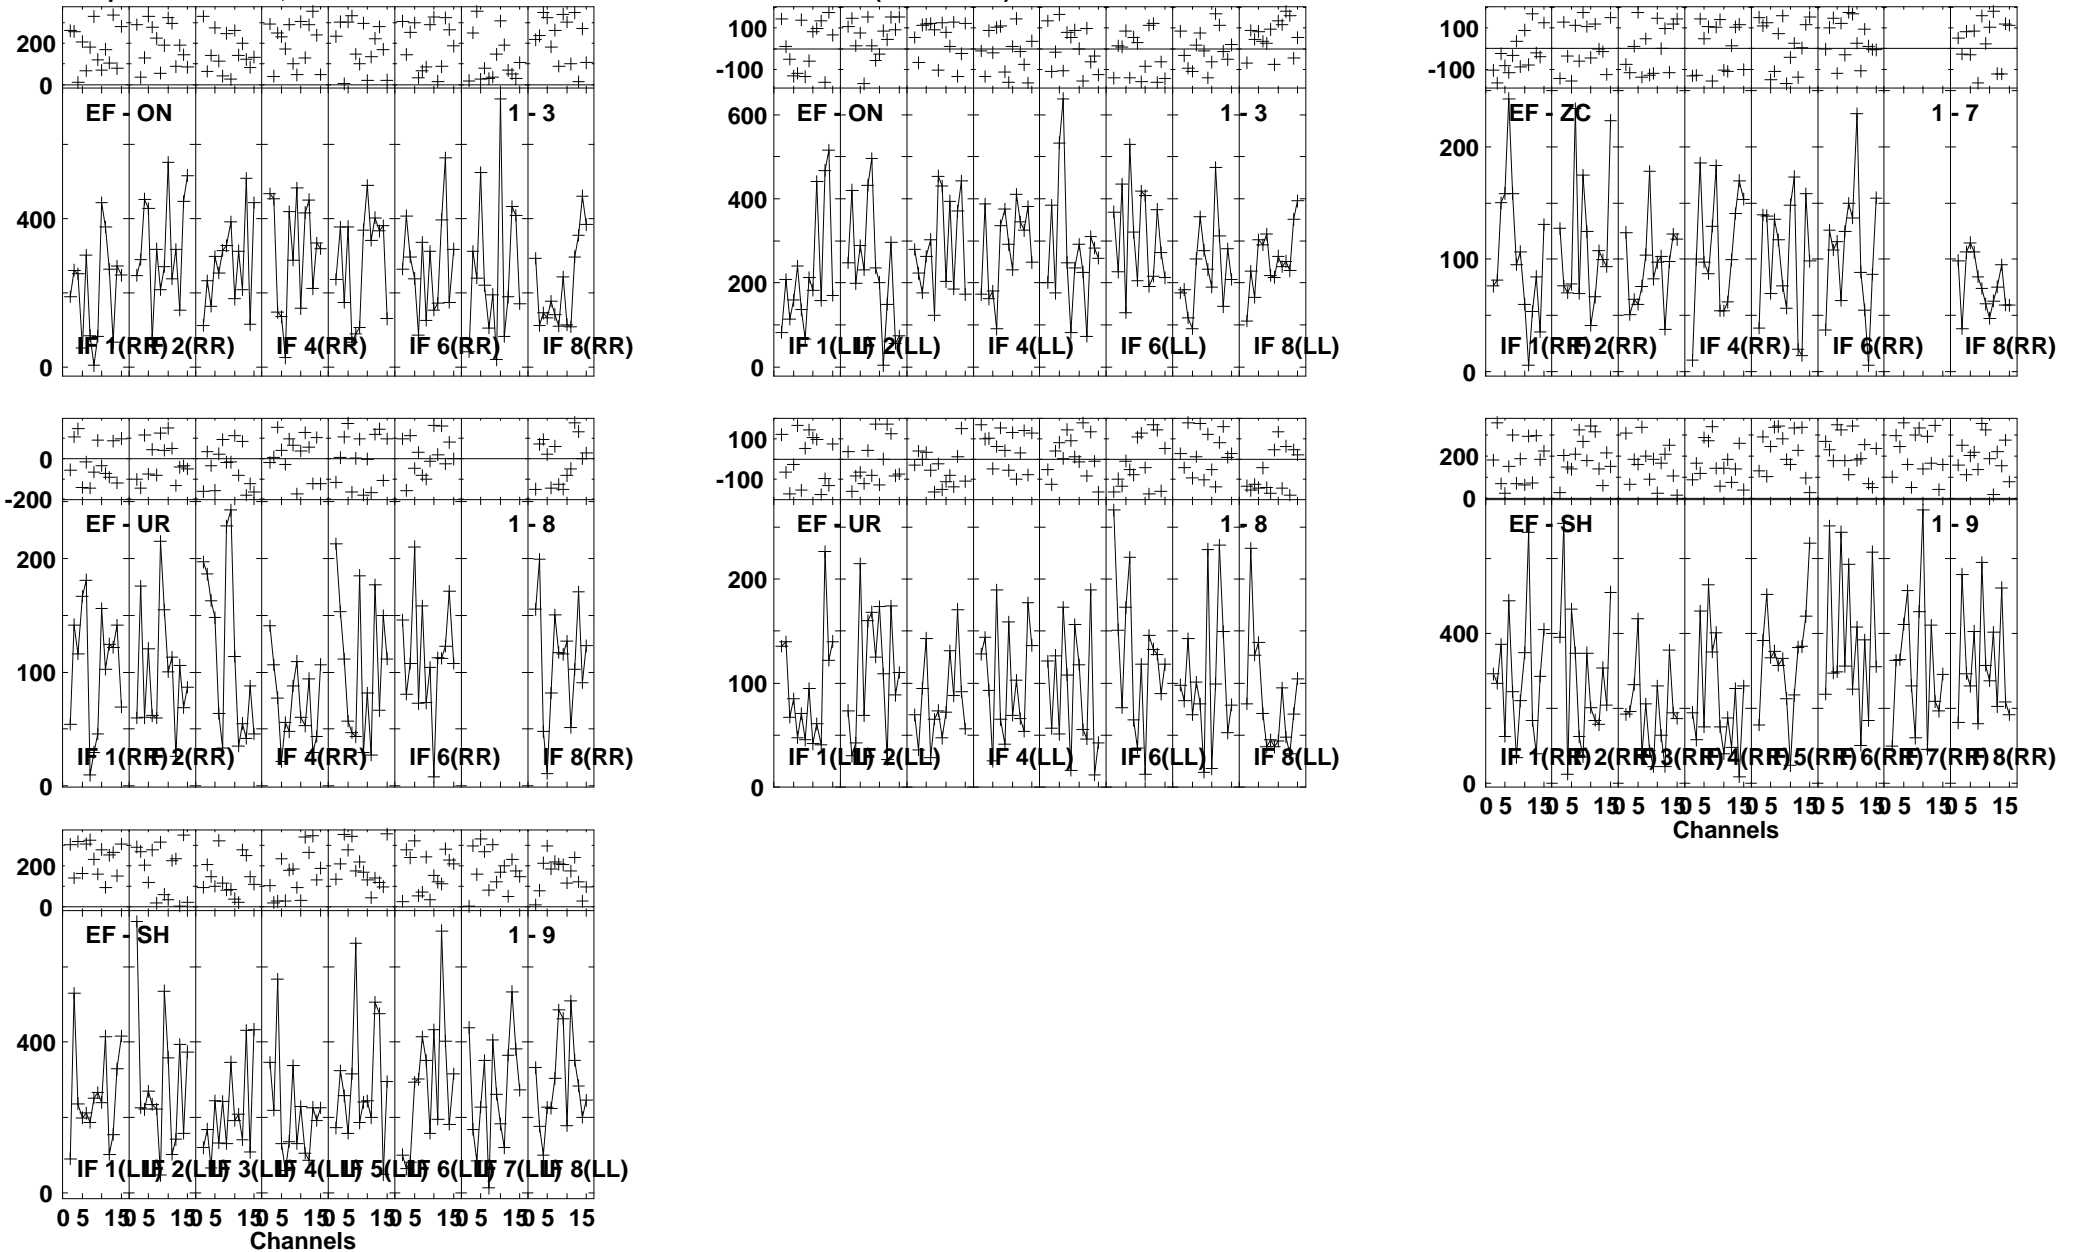 200
0
EF - ON 1 - 3
400
IF 1(RR) IF 2(RR) IF 4(RR) IF 6(RR) IF 8(RR)
0
100
-100
600
EF - ON 1 - 3
400
200
IF 1(LL) IF 2(LL) IF 4(LL) IF 6(LL) IF 8(LL)
0
100
-100
EF - ZC 1 - 7
200
100
IF 1(RR) IF 2(RR) IF 4(RR) IF 6(RR) IF 8(RR)
0
0
-200
EF - UR 1 - 8
200
100
IF 1(RR) IF 2(RR) IF 4(RR) IF 6(RR) IF 8(RR)
0
100
-100
EF - UR 1 - 8
200
100
IF 1(LL) IF 2(LL) IF 4(LL) IF 6(LL) IF 8(LL)
0
200
0
EF - SH 1 - 9
400
IF 1(RR) IF 2(RR) IF 3(RR) IF 4(RR) IF 5(RR) IF 6(RR) IF 7(RR) IF 8(RR)
0
0 5 15 0 5 15 0 5 15 0 5 15 0 5 15 0 5 15 0 5 15 0 5 15
Channels
200
0
EF - SH 1 - 9
400
IF 1(LL) IF 2(LL) IF 3(LL) IF 4(LL) IF 5(LL) IF 6(LL) IF 7(LL) IF 8(LL)
0
0 5 15 0 5 15 0 5 15 0 5 15 0 5 15 0 5 15 0 5 15 0 5 15
Channels